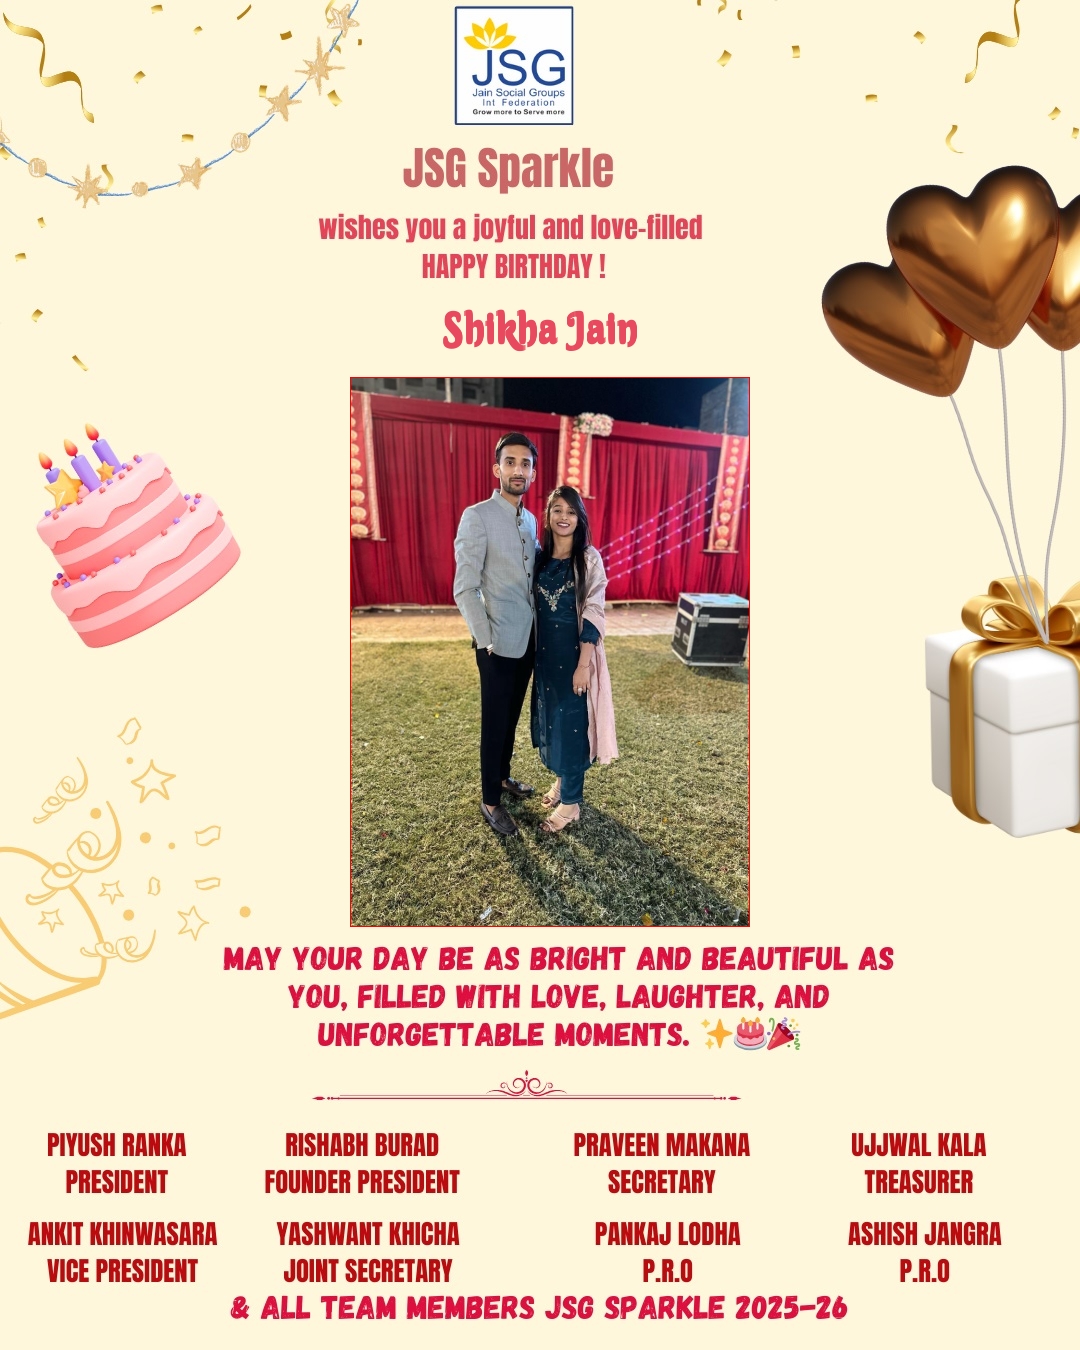 JSG
Jain Social Groups
Int Federation
Grow more to Serve more
JSG Sparkle
wishes you a joyful and love-filled
HAPPY BIRTHDAY !
Shikha Jain
MAY YOUR DAY BE AS BRIGHT AND BEAUTIFUL AS
YOU, FILLED WITH LOVE, LAUGHTER, AND
UNFORGETTABLE MOMENTS. ✨🎂🎉
PIYUSH RANKA RISHABH BURAD PRAVEEN MAKANA UJJWAL KALA
PRESIDENT FOUNDER PRESIDENT SECRETARY TREASURER
ANKIT KHINWASARA YASHWANT KHICHA PANKAJ LODHA ASHISH JANGRA
VICE PRESIDENT JOINT SECRETARY P.R.O P.R.O
& ALL TEAM MEMBERS JSG SPARKLE 2025-26